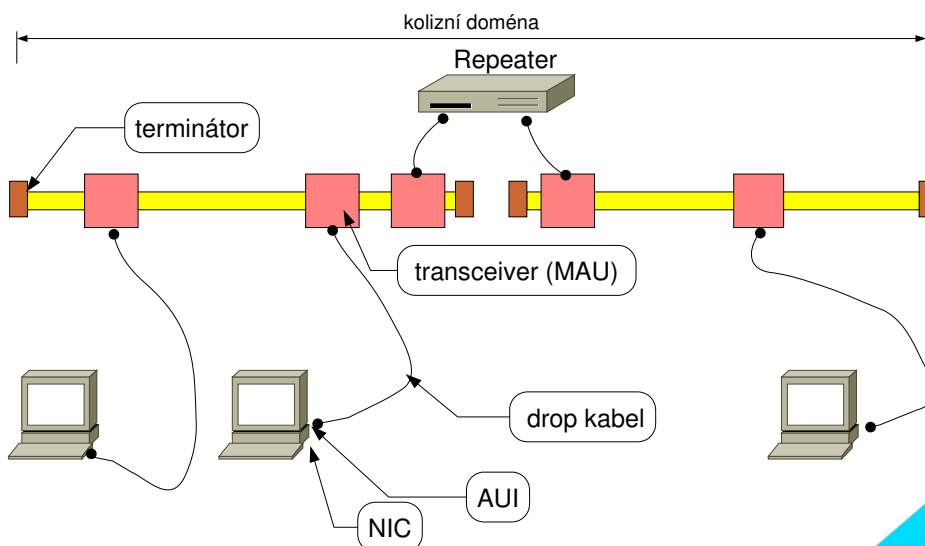 kolizní doména
Repeater
terminátor
transceiver (MAU)
drop kabel
AUI
NIC